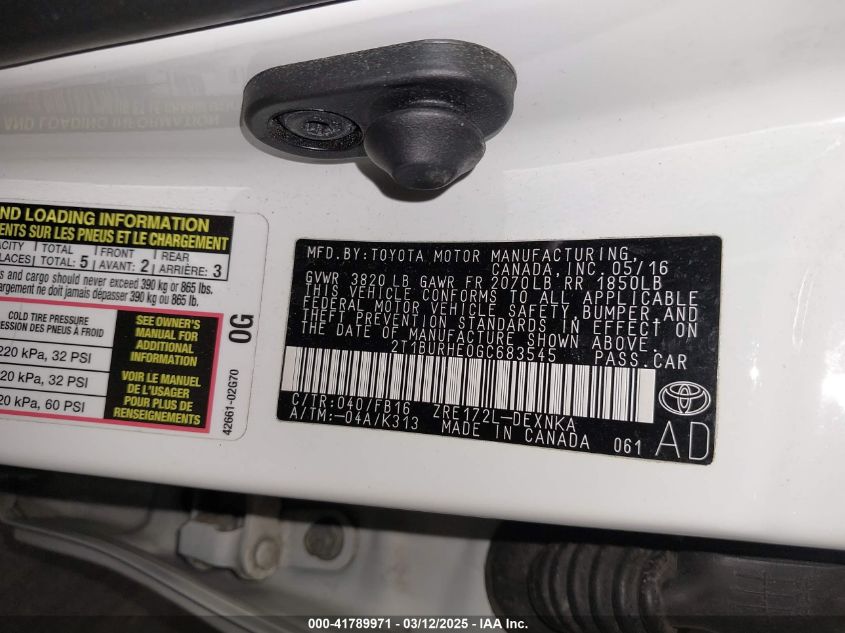 ND LOADING INFORMATION
ENTS SUR LES PNEUS ET LE CHARGEMENT
ACITY TOTAL FRONT REAR
PLACES TOTAL: 5 AVANT: 2 ARRIÈRE: 3
s and cargo should never exceed 390 kg or 865 lbs.
argement ne doit jamais dépasser 390 kg ou 865 lb.
COLD TIRE PRESSURE
ESSION DES PNEUS À FROID
220 kPa, 32 PSI
20 kPa, 32 PSI
20 kPa, 60 PSI
SEE OWNER'S
MANUAL FOR
ADDITIONAL
INFORMATION
VOIR LE MANUEL
DE L'USAGER
POUR PLUS DE
RENSEIGNEMENTS
0G
42661-02G70
MFD.BY:TOYOTA MOTOR MANUFACTURING,
CANADA, INC.05/16
GVWR 3820 LB GAWR FR 2070LB RR 1850LB
THIS VEHICLE CONFORMS TO ALL APPLICABLE
FEDERAL MOTOR VEHICLE SAFETY, BUMPER, AND
THEFT PREVENTION STANDARDS IN EFFECT ON
THE DATE OF MANUFACTURE SHOWN ABOVE.
2T1BURHE0GC683545 PASS.CAR
C/TR:040/FB16 ZRE172L-DEXNKA
A/TM:-04A/K313 MADE IN CANADA 061 AD
000-41789971 - 03/12/2025 - IAA Inc.